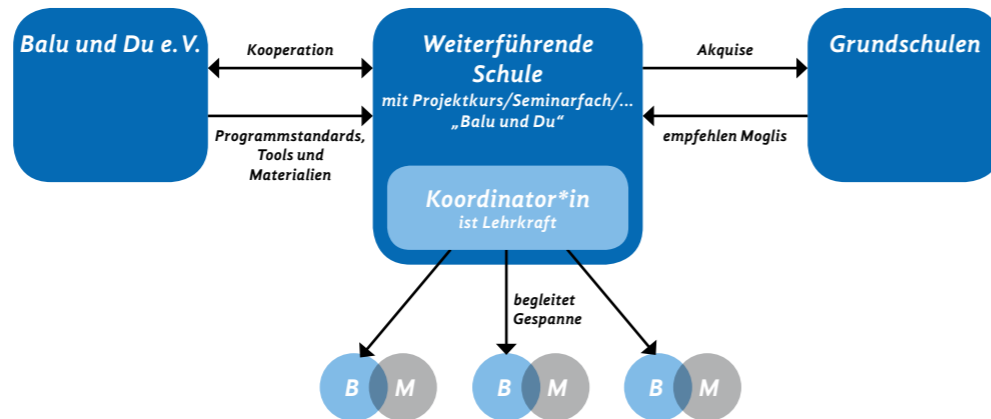 Balu und Du e.V.
Kooperation
Programmstandards,
Tools und
Materialien
Weiterführende
Schule
mit Projektkurs/Seminarfach/...
„Balu und Du“
Koordinator*in
ist Lehrkraft
Akquise
empfehlen Moglis
Grundschulen
begleitet
Gespanne
B M
B M
B M